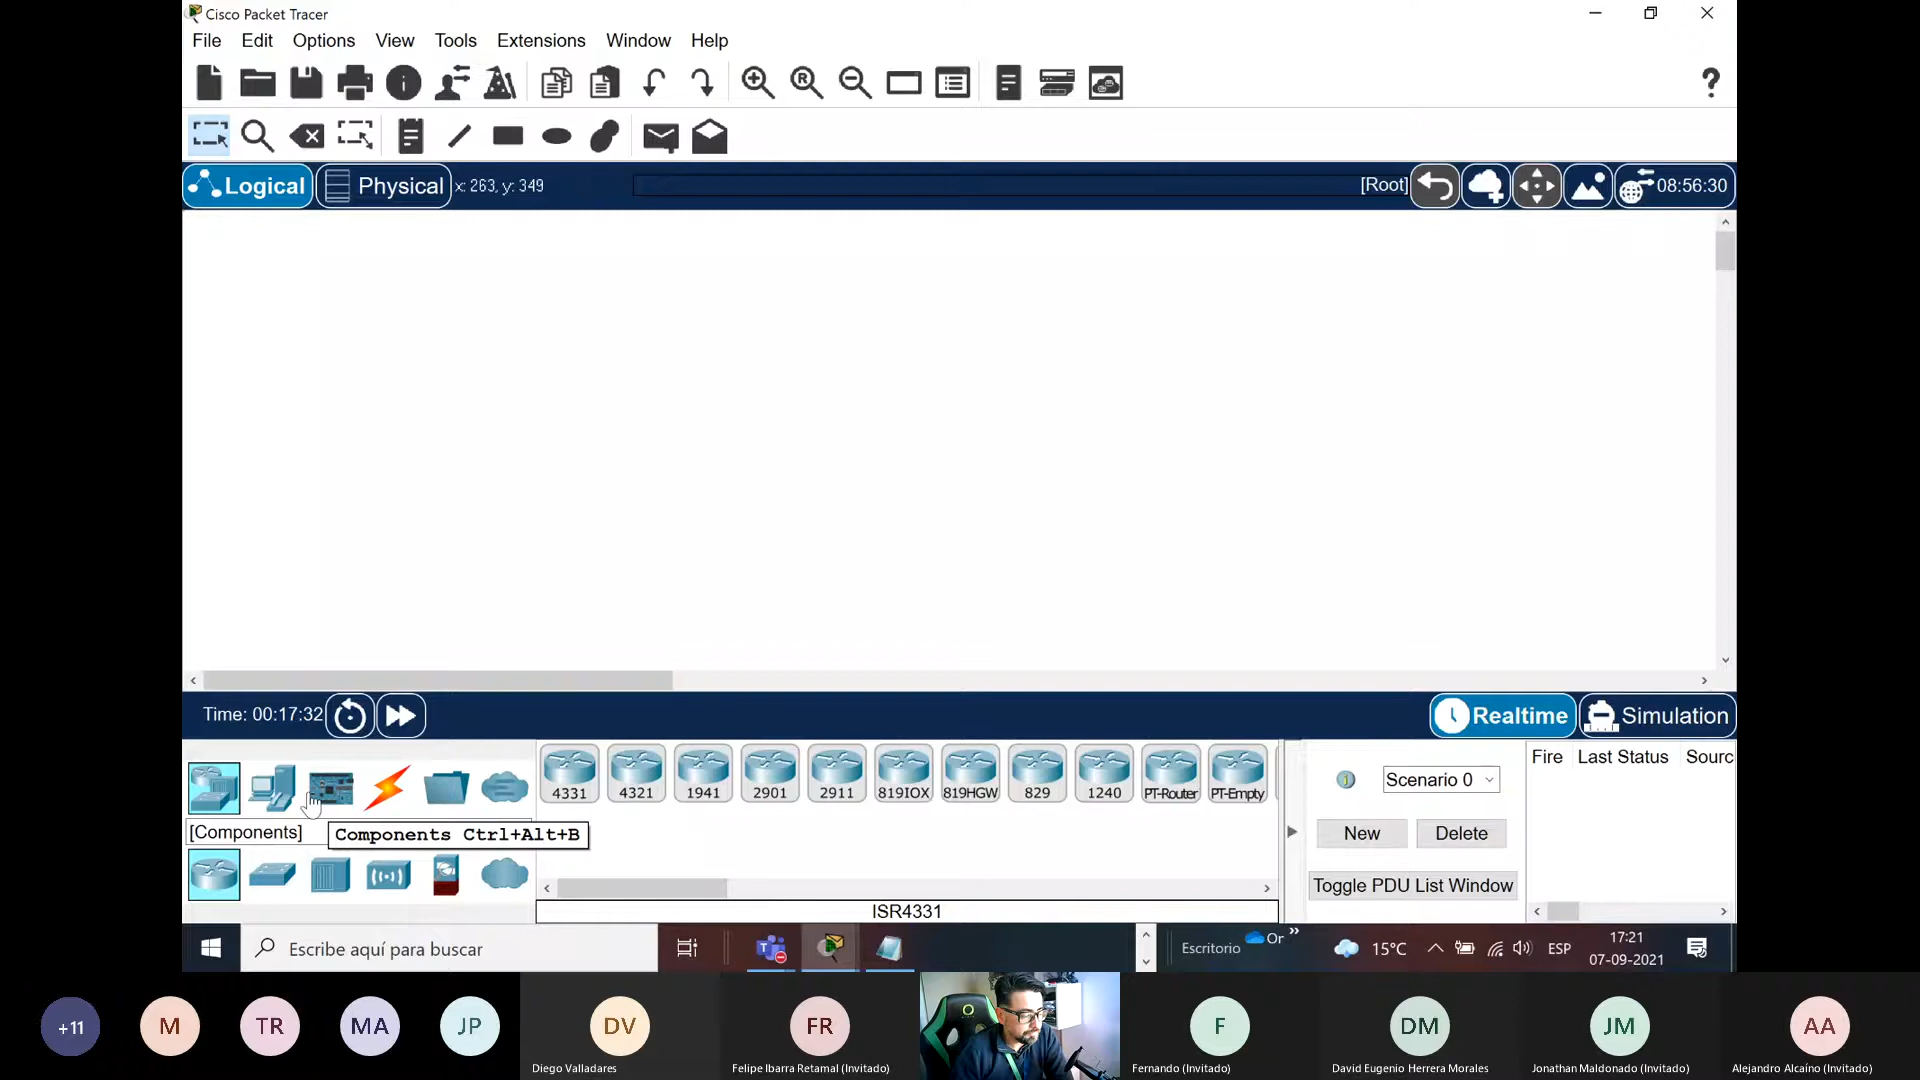 Cisco Packet Tracer
File Edit Options View Tools Extensions Window Help
Logical Physical x: 263, y: 349 [Root] 08:56:30
Time: 00:17:32 Realtime Simulation
4331 4321 1941 2901 2911 819IOX 819HGW 829 1240 PT-Router PT-Empty
Scenario 0
Fire Last Status Sourc
[Components]
Components Ctrl+Alt+B
New Delete
Toggle PDU List Window
ISR4331
Escribe aquí para buscar
Escritorio Or »
15°C
ESP
17:21
07-09-2021
+11 M TR MA JP DV FR F DM JM AA
Diego Valladares
Felipe Ibarra Retamal (Invitado)
Fernando (Invitado)
David Eugenio Herrera Morales
Jonathan Maldonado (Invitado)
Alejandro Alcaíno (Invitado)